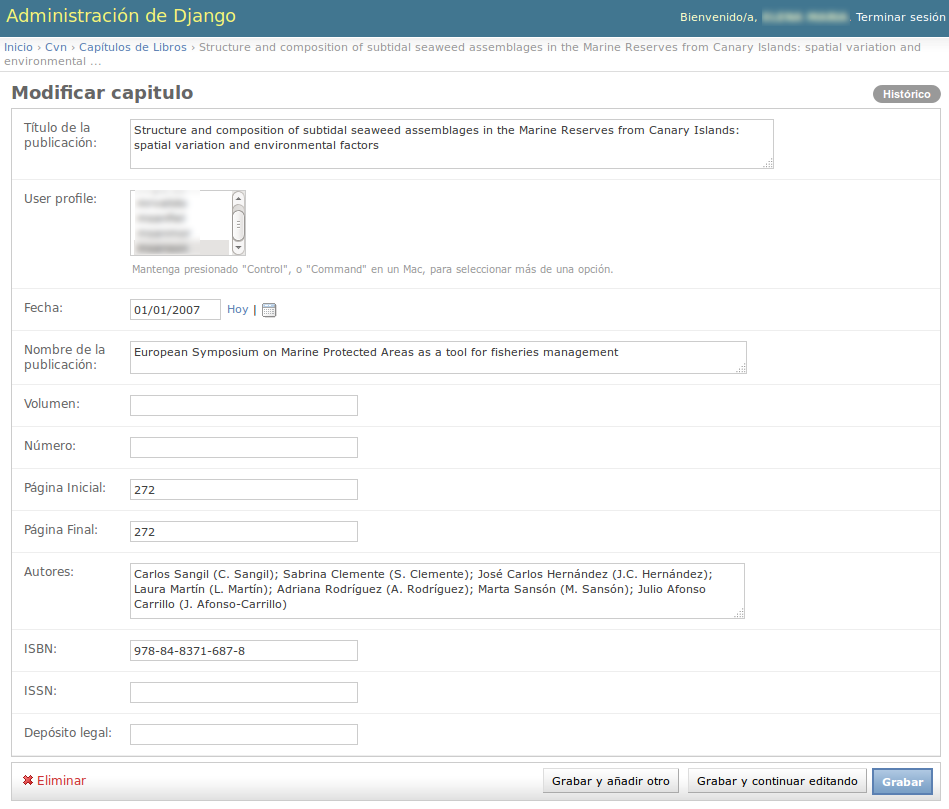 Administración de Django
Bienvenido/a, . Terminar sesión
Inicio › Cvn › Capítulos de Libros › Structure and composition of subtidal seaweed assemblages in the Marine Reserves from Canary Islands: spatial variation and
environmental ...
Modificar capitulo
Histórico
Título de la
publicación:
Structure and composition of subtidal seaweed assemblages in the Marine Reserves from Canary Islands:
spatial variation and environmental factors
User profile:
Mantenga presionado "Control", o "Command" en un Mac, para seleccionar más de una opción.
Fecha:
01/01/2007
Hoy |
Nombre de la
publicación:
European Symposium on Marine Protected Areas as a tool for fisheries management
Volumen:
Número:
Página Inicial:
272
Página Final:
272
Autores:
Carlos Sangil (C. Sangil); Sabrina Clemente (S. Clemente); José Carlos Hernández (J.C. Hernández);
Laura Martín (L. Martín); Adriana Rodríguez (A. Rodríguez); Marta Sansón (M. Sansón); Julio Afonso
Carrillo (J. Afonso-Carrillo)
ISBN:
978-84-8371-687-8
ISSN:
Depósito legal:
Eliminar
Grabar y añadir otro
Grabar y continuar editando
Grabar